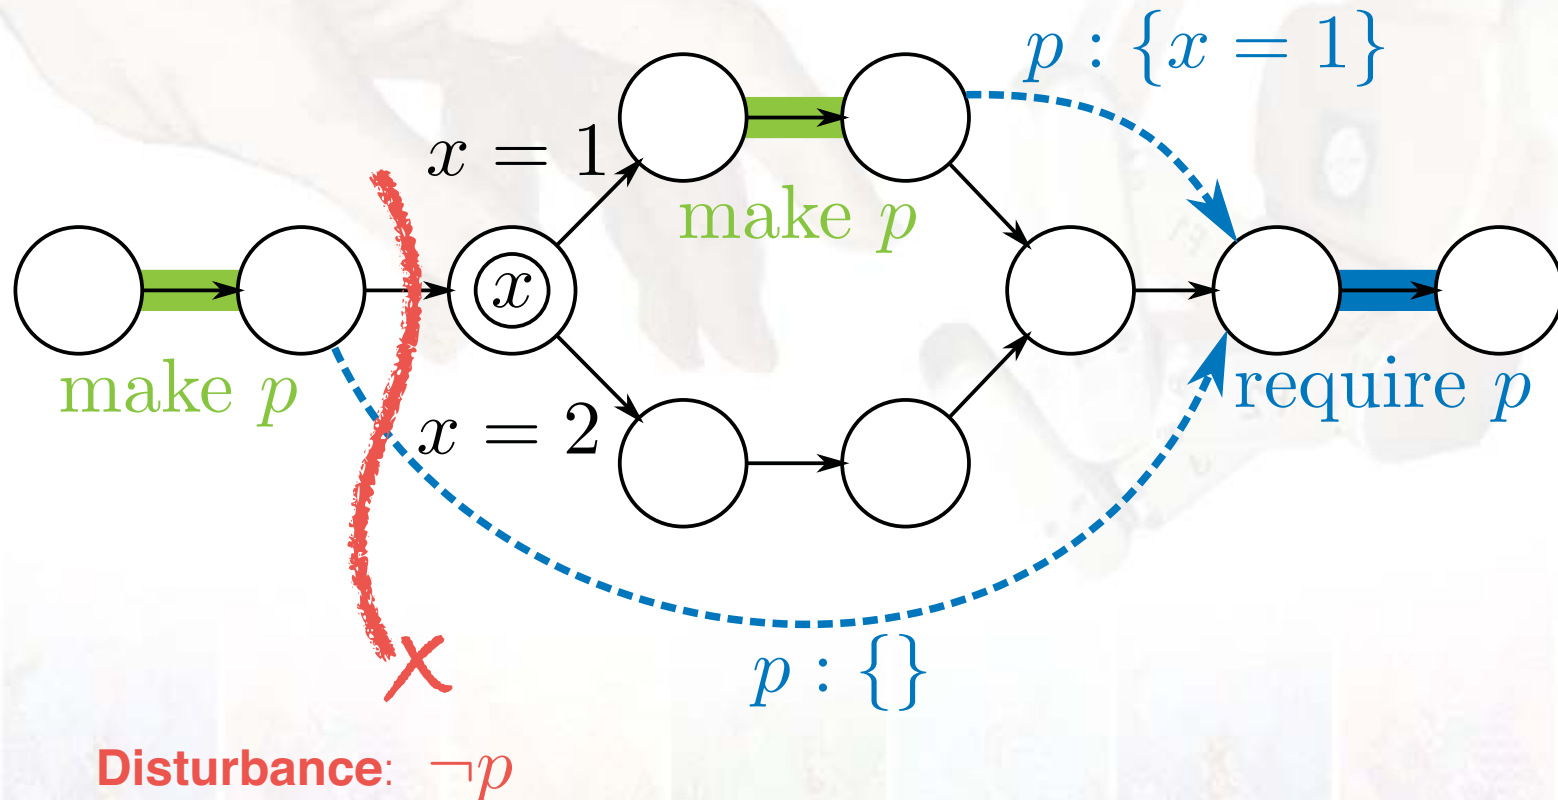 p : {x = 1}
x = 1
make p
x
make p
require p
x = 2
p : {}
Disturbance: ¬p